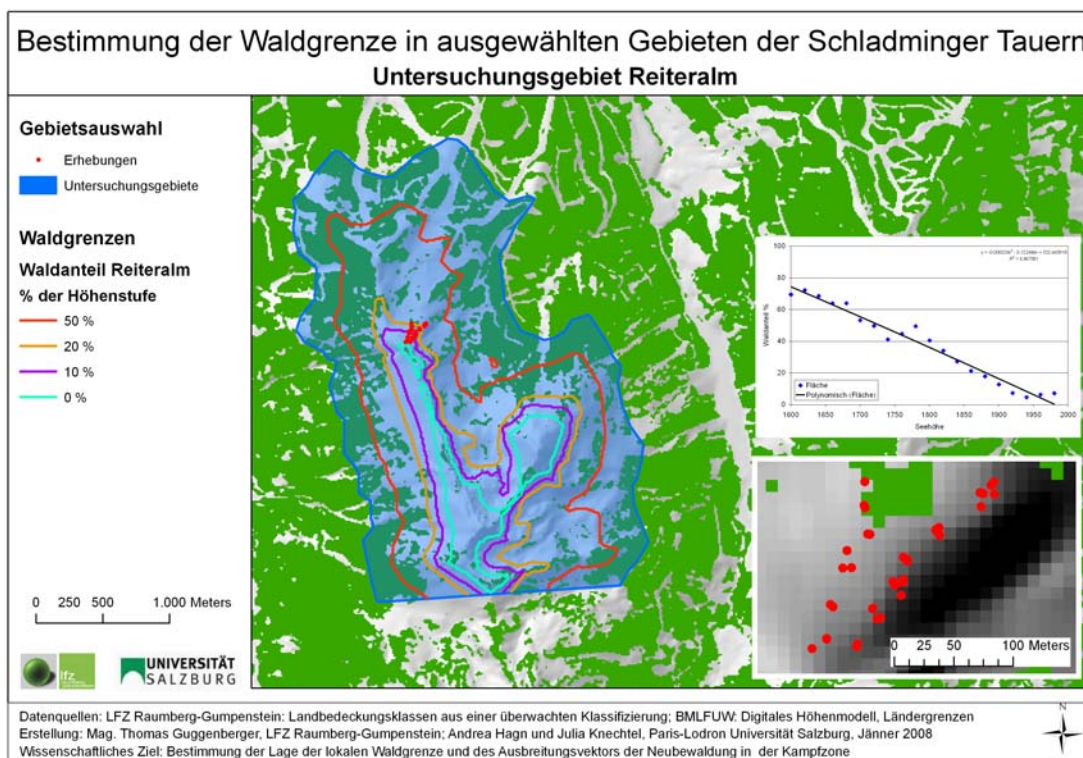 Bestimmung der Waldgrenze in ausgewählten Gebieten der Schladminger Tauern
Untersuchungsgebiet Reiteralm
Gebietsauswahl
Erhebungen
Untersuchungsgebiete
Waldgrenzen
Waldanteil Reiteralm
% der Höhenstufe
50 %
20 %
10 %
0 %
0 250 500 1.000 Meters
lfz
UNIVERSITÄT
SALZBURG
100
80
60
40
20
0
Waldanteil %
Fläche
Polynomisch (Fläche)
1600 1650 1700 1750 1800 1850 1900 1950 2000
Seehöhe
0 25 50 100 Meters
Datenquellen: LFZ Raumberg-Gumpenstein: Landbedeckungsklassen aus einer überwachten Klassifizierung; BMLFUW: Digitales Höhenmodell, Ländergrenzen
Erstellung: Mag. Thomas Guggenberger, LFZ Raumberg-Gumpenstein; Andrea Hagn und Julia Knechtel, Paris-Lodron Universität Salzburg, Jänner 2008
Wissenschaftliches Ziel: Bestimmung der Lage der lokalen Waldgrenze und des Ausbreitungsvektors der Neubewaldung in der Kampfzone
N